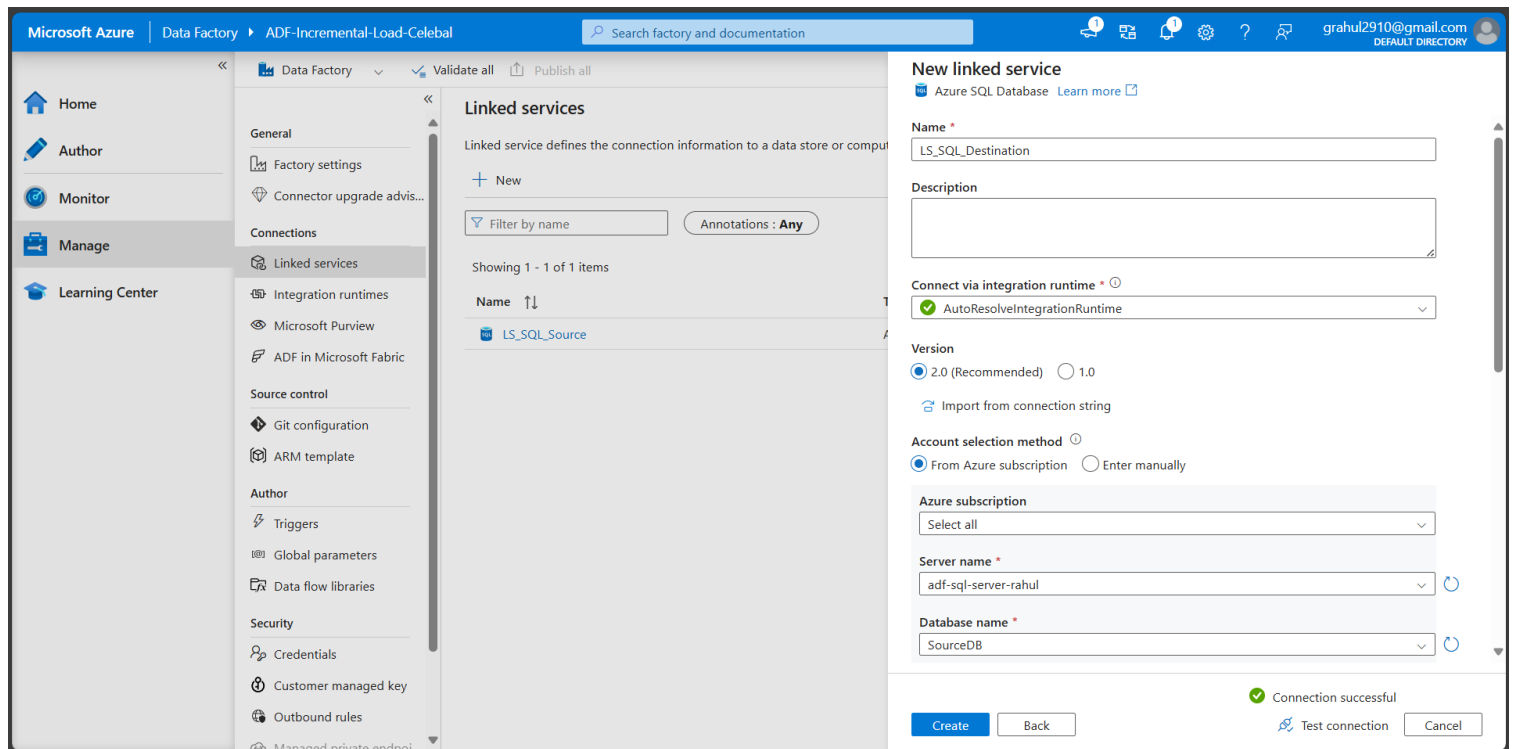 Microsoft Azure
Data Factory
ADF-Incremental-Load-Celebal
Search factory and documentation
1
1
grahul2910@gmail.com
DEFAULT DIRECTORY
Home
Author
Monitor
Manage
Learning Center
Data Factory
Validate all
Publish all
General
Factory settings
Connector upgrade advis...
Connections
Linked services
Integration runtimes
Microsoft Purview
ADF in Microsoft Fabric
Source control
Git configuration
ARM template
Author
Triggers
Global parameters
Data flow libraries
Security
Credentials
Customer managed key
Outbound rules
Managed private endpoi
Linked services
Linked service defines the connection information to a data store or comput
New
Filter by name
Annotations : Any
Showing 1 - 1 of 1 items
Name
LS_SQL_Source
New linked service
Azure SQL Database Learn more
Name *
LS_SQL_Destination
Description
Connect via integration runtime *
AutoResolveIntegrationRuntime
Version
2.0 (Recommended)
1.0
Import from connection string
Account selection method
From Azure subscription
Enter manually
Azure subscription
Select all
Server name *
adf-sql-server-rahul
Database name *
SourceDB
Connection successful
Create
Back
Test connection
Cancel